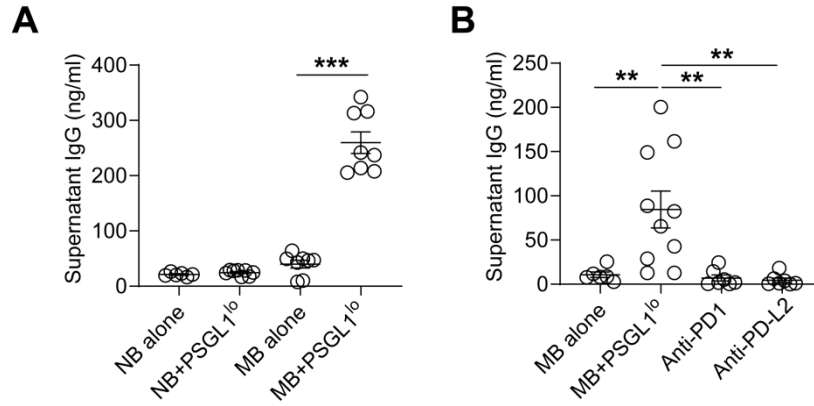 A
Supernatant IgG (ng/ml)
400
300
200
100
0
***
NB alone
NB+PSGL1lo
MB alone
MB+PSGL1lo
B
Supernatant IgG (ng/ml)
250
200
150
100
50
0
**
**
**
MB alone
MB+PSGL1lo
Anti-PD1
Anti-PD-L2